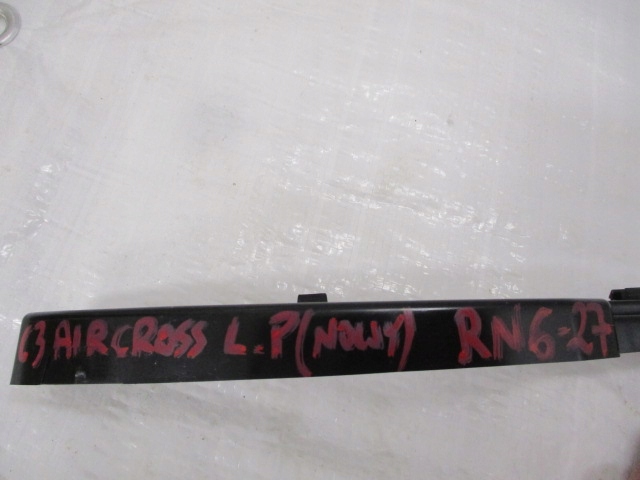 C3 AIRCROSS L.P (NOWY) RN6-27